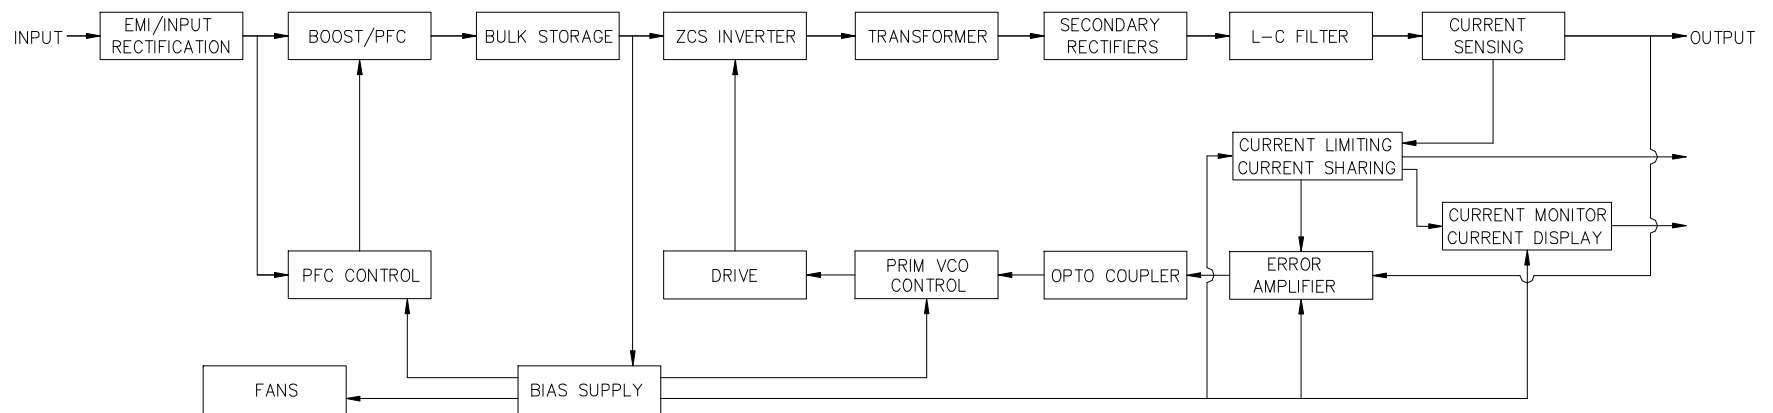 INPUT
EMI/INPUT
RECTIFICATION
BOOST/PFC
BULK STORAGE
ZCS INVERTER
TRANSFORMER
SECONDARY
RECTIFIERS
L-C FILTER
CURRENT
SENSING
OUTPUT
CURRENT LIMITING
CURRENT SHARING
CURRENT MONITOR
CURRENT DISPLAY
PFC CONTROL
DRIVE
PRIM VCO
CONTROL
OPTO COUPLER
ERROR
AMPLIFIER
FANS
BIAS SUPPLY